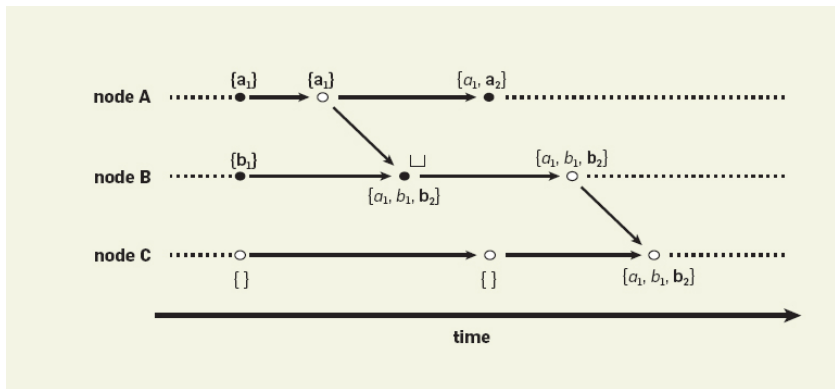 {a₁} {a₁} {a₁, a₂}
node A
{b₁} ⊔ {a₁, b₁, b₂}
node B
{a₁, b₁, b₂}
node C
{ } { } {a₁, b₁, b₂}
time